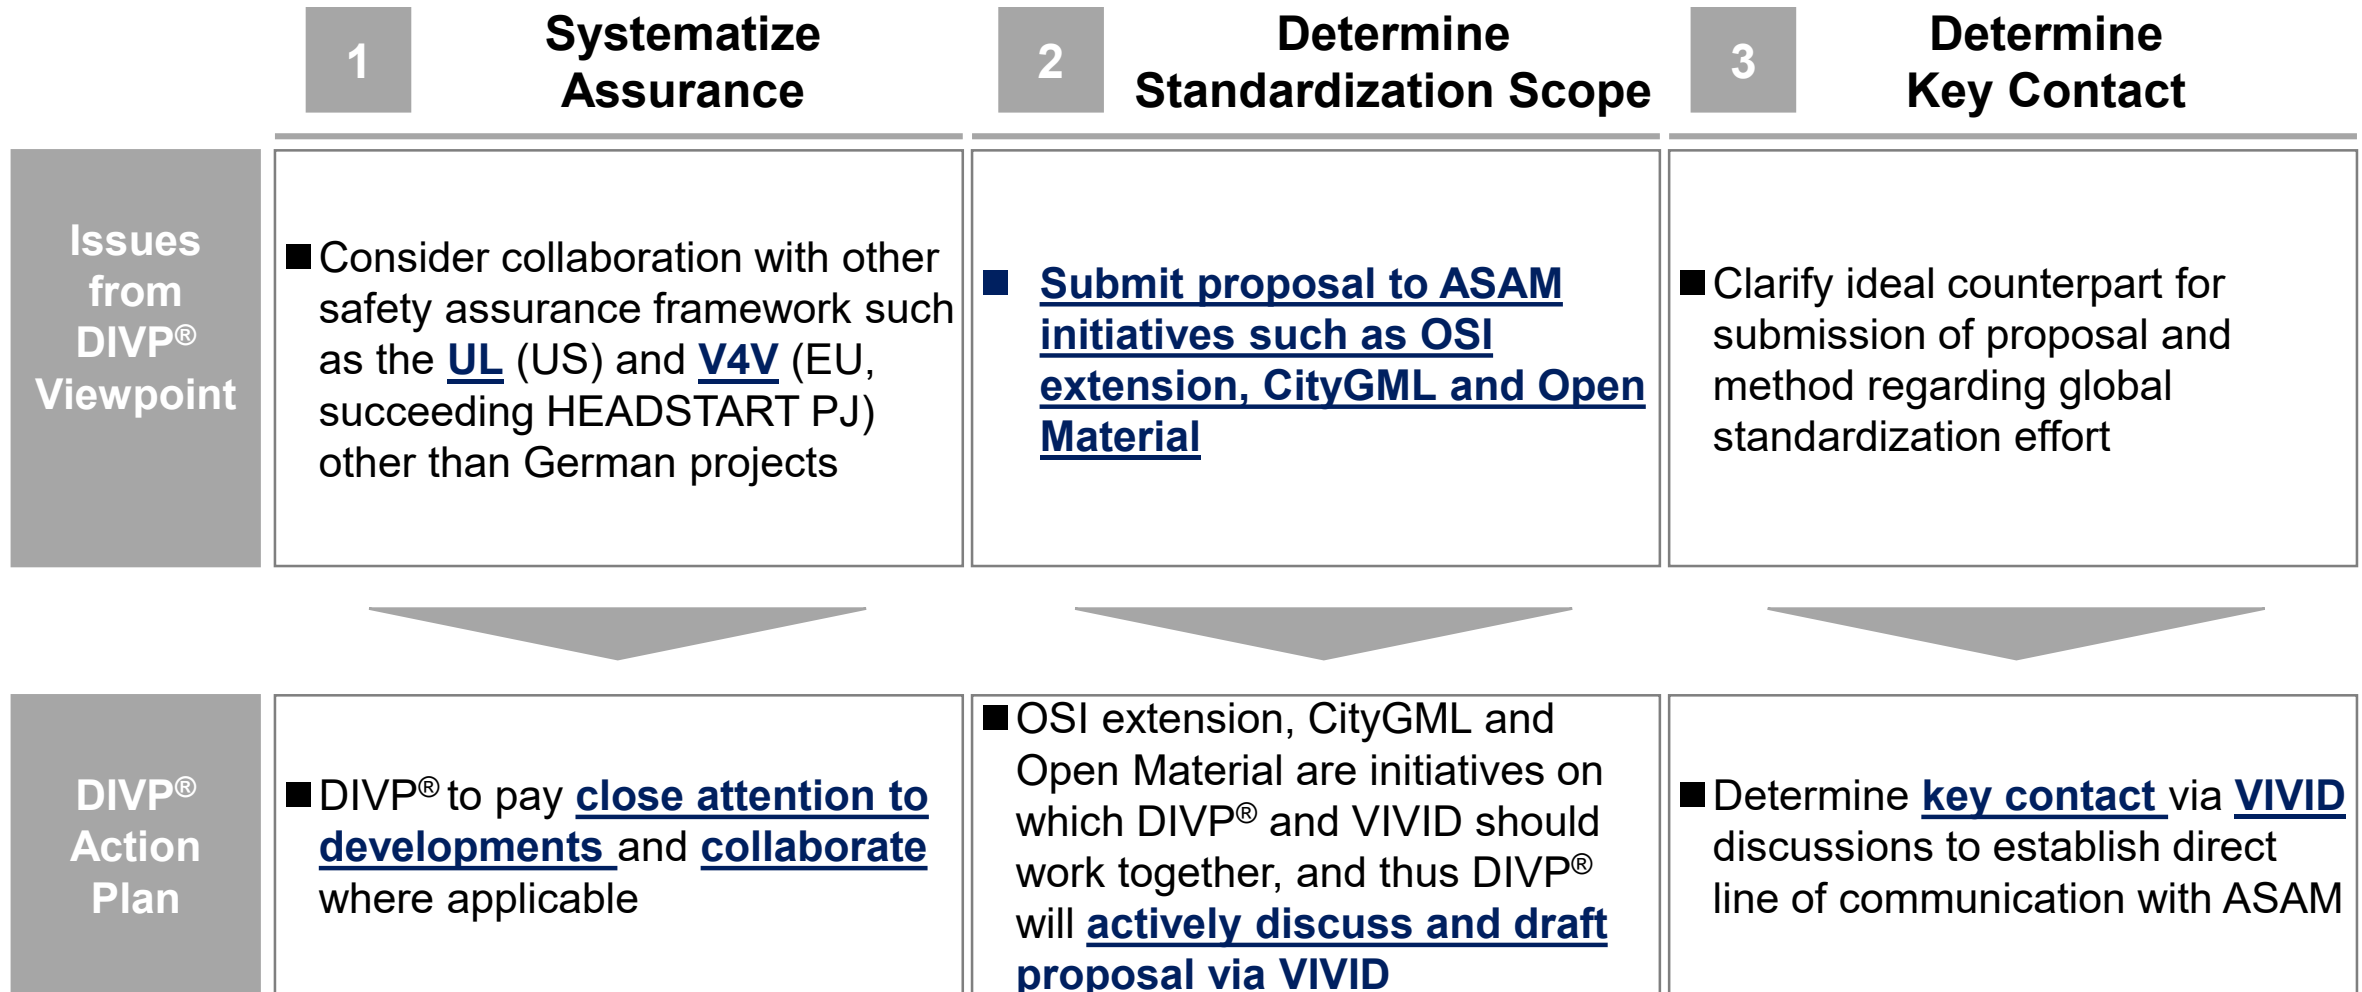 1
Systematize
Assurance
2
Determine
Standardization Scope
3
Determine
Key Contact
Issues
from
DIVP®
Viewpoint
Consider collaboration with other
safety assurance framework such
as the UL (US) and V4V (EU,
succeeding HEADSTART PJ)
other than German projects
Submit proposal to ASAM
initiatives such as OSI
extension, CityGML and Open
Material
Clarify ideal counterpart for
submission of proposal and
method regarding global
standardization effort
DIVP®
Action
Plan
DIVP® to pay close attention to
developments and collaborate
where applicable
OSI extension, CityGML and
Open Material are initiatives on
which DIVP® and VIVID should
work together, and thus DIVP®
will actively discuss and draft
proposal via VIVID
Determine key contact via VIVID
discussions to establish direct
line of communication with ASAM